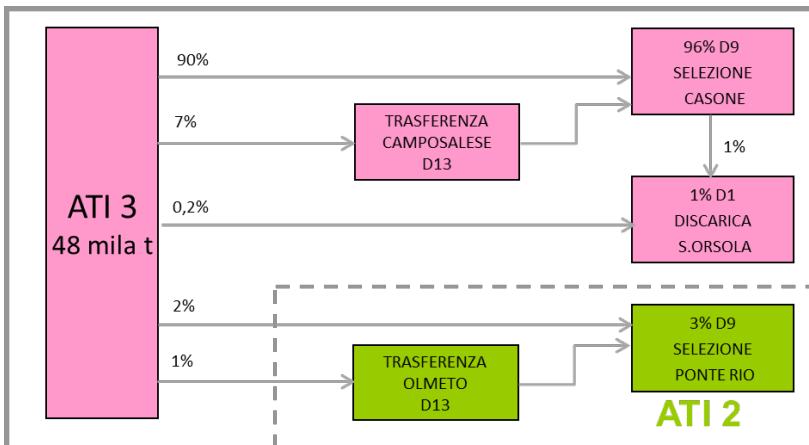 90%
96% D9
SELEZIONE
CASONE
7%
TRASFERENZA
CAMPOSALESE
D13
1%
ATI 3
48 mila t
0,2%
1% D1
DISCARICA
S.ORSOLA
2%
3% D9
SELEZIONE
PONTE RIO
1%
TRASFERENZA
OLMETO
D13
ATI 2